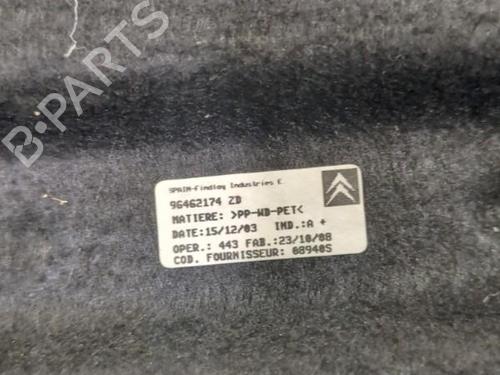 B-PARTS
SPAIN-Findlay Industries E.
96462174 ZD
MATIERE: >PP-WD-PET<
DATE:15/12/03 IND.:A +
OPER.: 443 FAB.:23/10/08
COD. FOURNISSEUR: 08940S